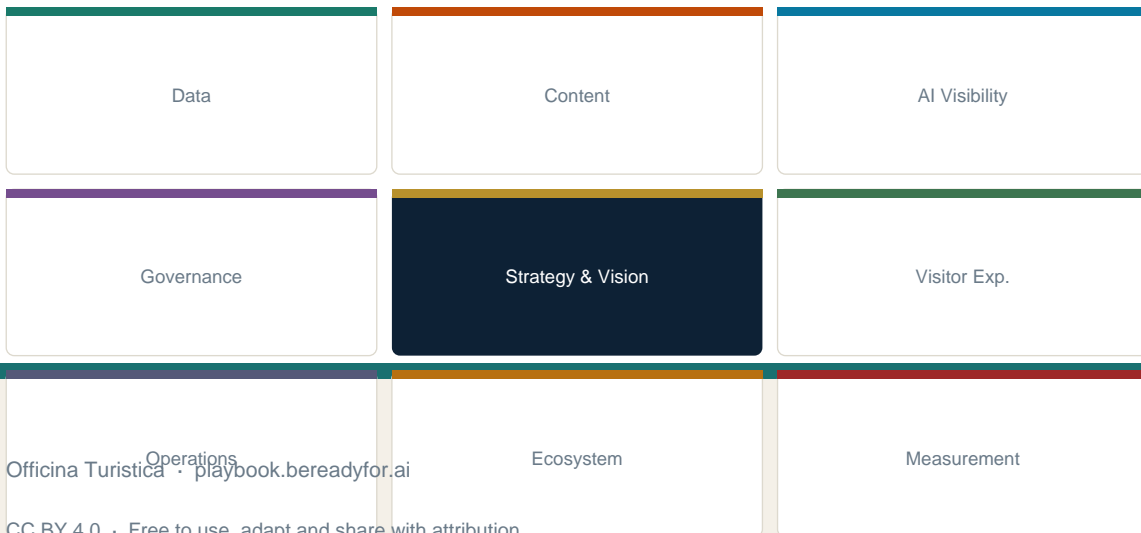 Data
Content
AI Visibility
Governance
Strategy & Vision
Visitor Exp.
Operations
Ecosystem
Measurement
Officina Turistica · playbook.bereadyfor.ai
CC BY 4.0 · Free to use, adapt and share with attribution